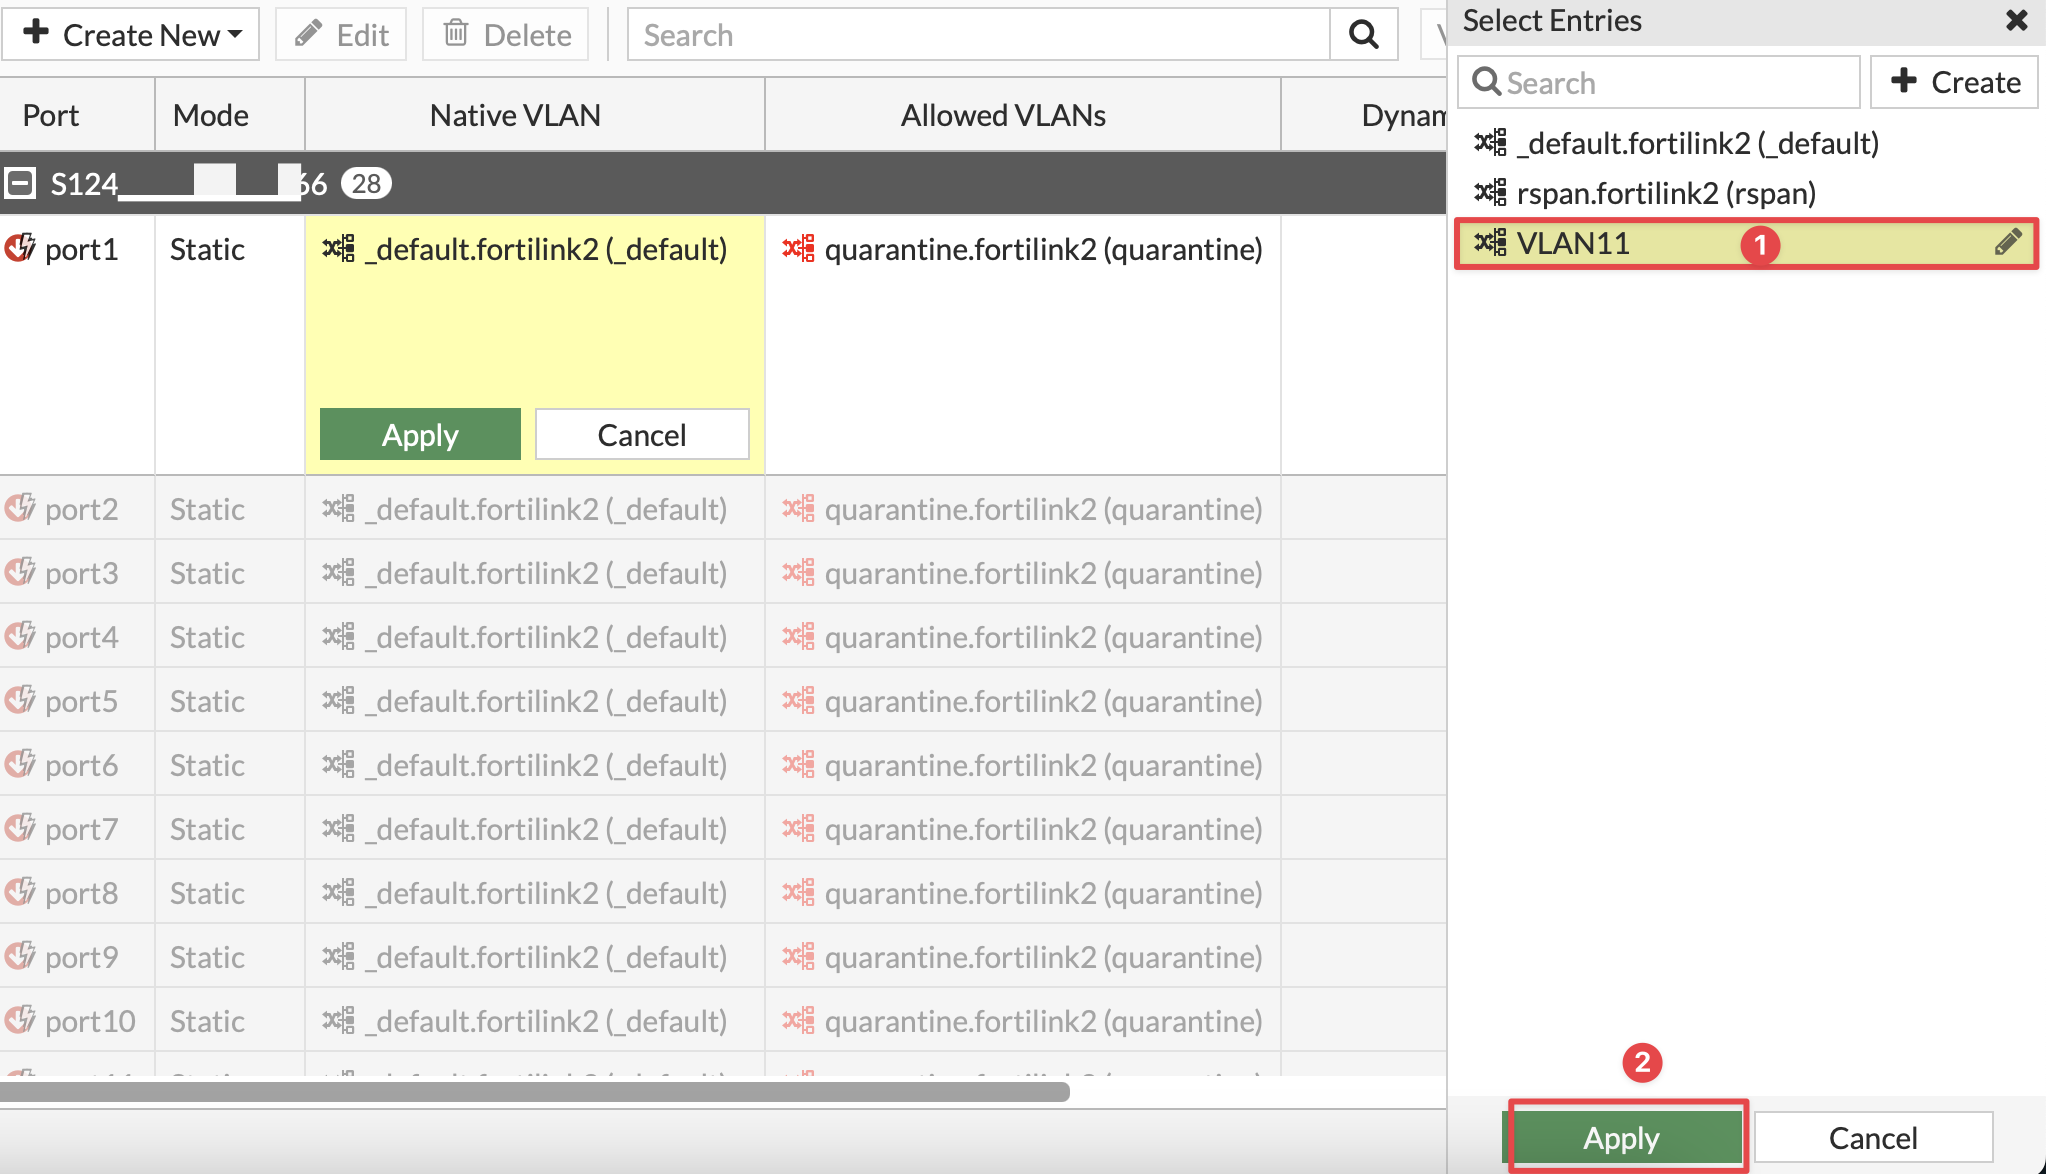 Create New
Edit
Delete
Search
Port Mode Native VLAN Allowed VLANs
S124 66 28
port1 Static _default.fortilink2 (_default) quarantine.fortilink2 (quarantine)
Apply Cancel
port2 Static _default.fortilink2 (_default) quarantine.fortilink2 (quarantine)
port3 Static _default.fortilink2 (_default) quarantine.fortilink2 (quarantine)
port4 Static _default.fortilink2 (_default) quarantine.fortilink2 (quarantine)
port5 Static _default.fortilink2 (_default) quarantine.fortilink2 (quarantine)
port6 Static _default.fortilink2 (_default) quarantine.fortilink2 (quarantine)
port7 Static _default.fortilink2 (_default) quarantine.fortilink2 (quarantine)
port8 Static _default.fortilink2 (_default) quarantine.fortilink2 (quarantine)
port9 Static _default.fortilink2 (_default) quarantine.fortilink2 (quarantine)
port10 Static _default.fortilink2 (_default) quarantine.fortilink2 (quarantine)
Select Entries
Search
Create
_default.fortilink2 (_default)
rspan.fortilink2 (rspan)
VLAN11 1
2
Apply Cancel